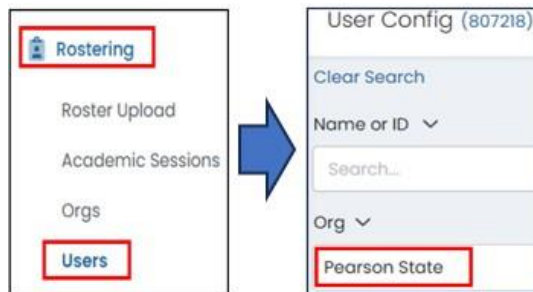 Rostering
Roster Upload
Academic Sessions
Orgs
Users
User Config (807218)
Clear Search
Name or ID
Search...
Org
Pearson State